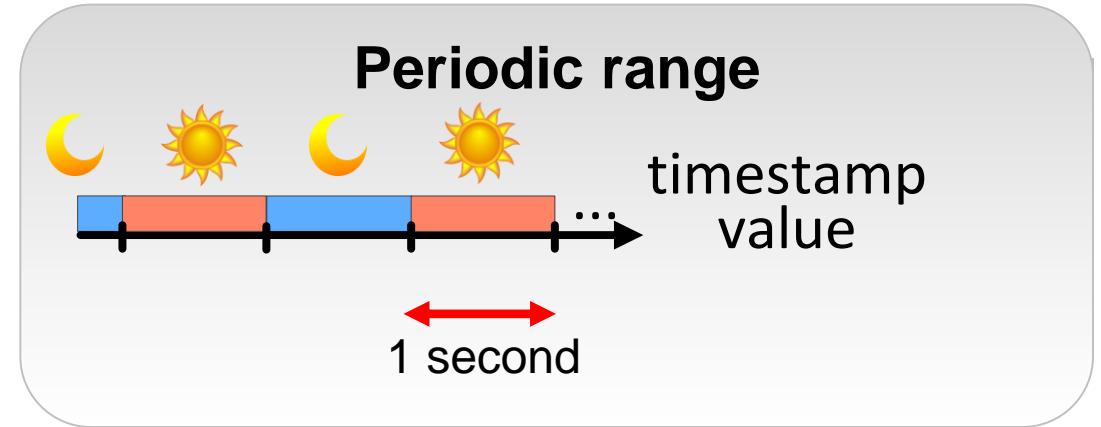 Periodic range
...
timestamp
value
1 second